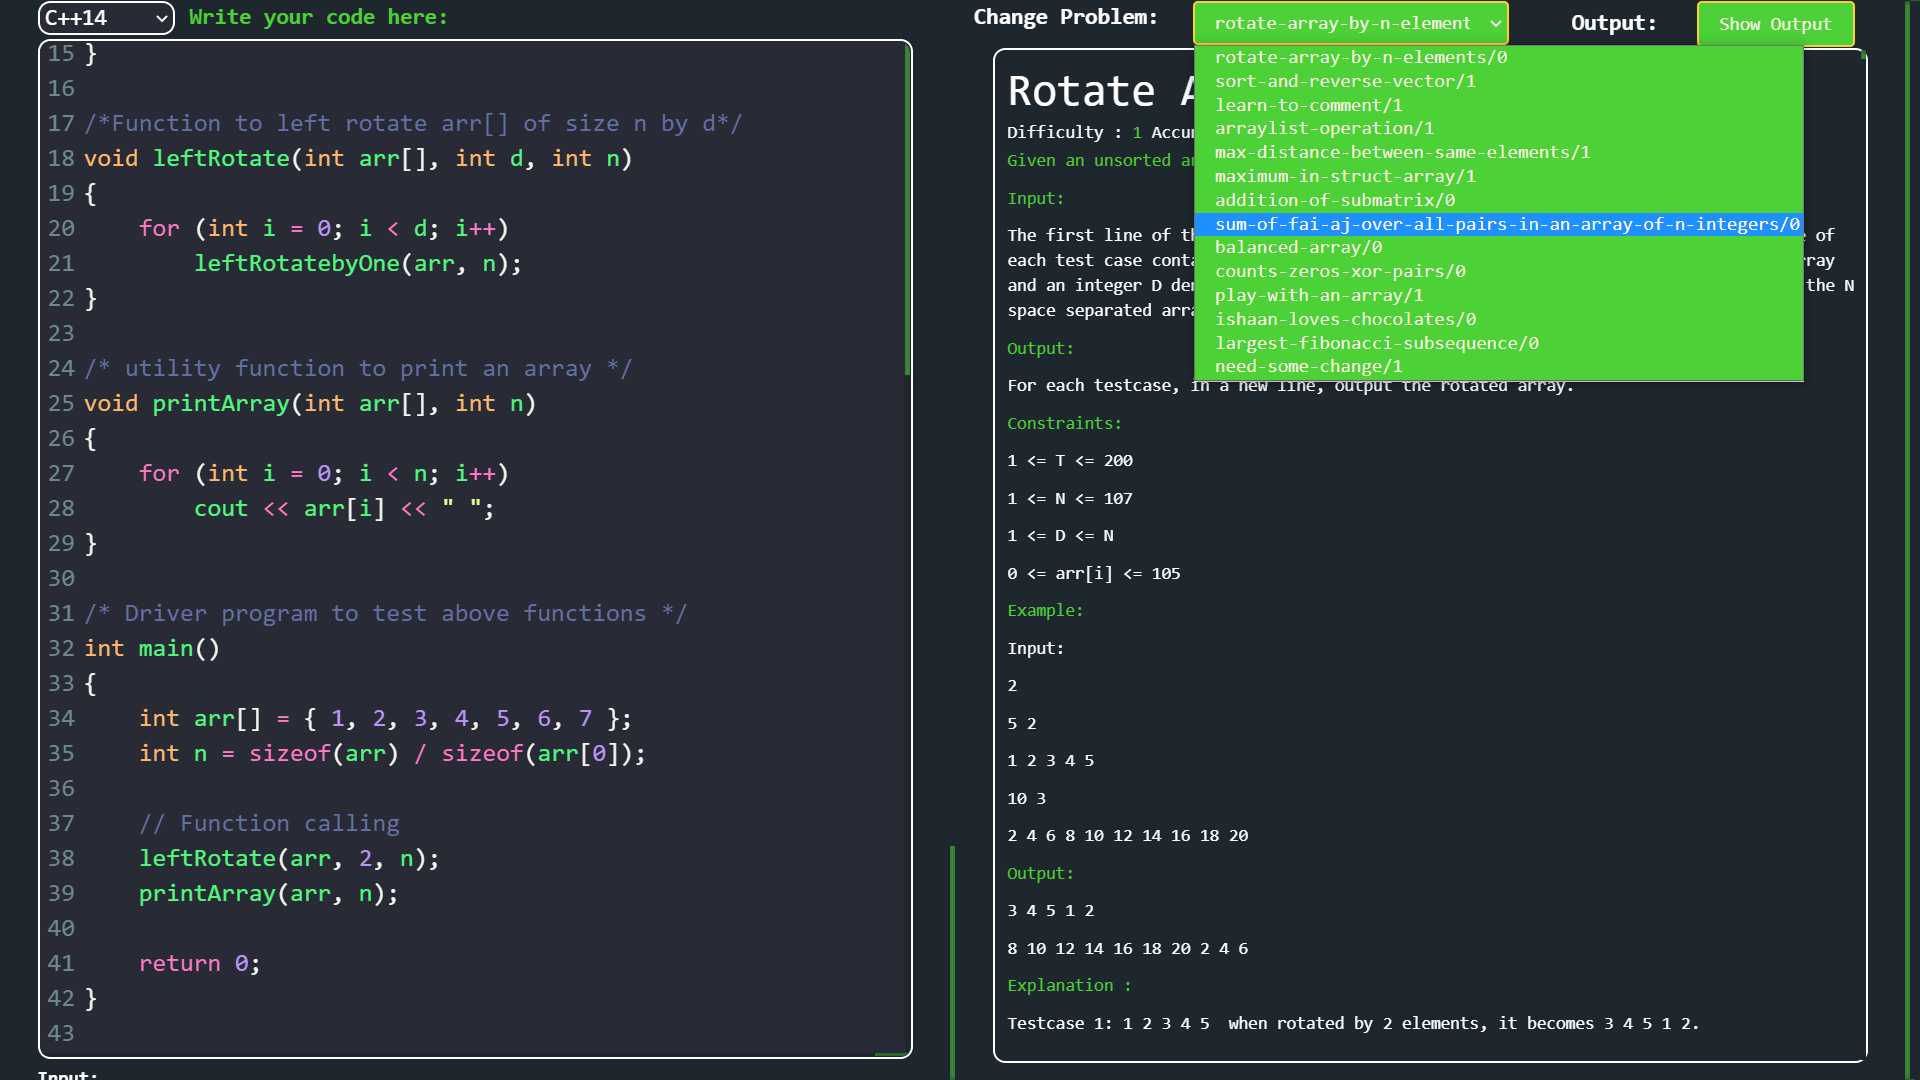 C++14
Write your code here:
15 }
16
17 /*Function to left rotate arr[] of size n by d*/
18 void leftRotate(int arr[], int d, int n)
19 {
20     for (int i = 0; i < d; i++)
21         leftRotatebyOne(arr, n);
22 }
23
24 /* utility function to print an array */
25 void printArray(int arr[], int n)
26 {
27     for (int i = 0; i < n; i++)
28         cout << arr[i] << " ";
29 }
30
31 /* Driver program to test above functions */
32 int main()
33 {
34     int arr[] = { 1, 2, 3, 4, 5, 6, 7 };
35     int n = sizeof(arr) / sizeof(arr[0]);
36
37     // Function calling
38     leftRotate(arr, 2, n);
39     printArray(arr, n);
40
41     return 0;
42 }
43
Input:
Change Problem:
rotate-array-by-n-element
Output:
Show Output
rotate-array-by-n-elements/0
sort-and-reverse-vector/1
learn-to-comment/1
arraylist-operation/1
max-distance-between-same-elements/1
maximum-in-struct-array/1
addition-of-submatrix/0
sum-of-fai-aj-over-all-pairs-in-an-array-of-n-integers/0
balanced-array/0
counts-zeros-xor-pairs/0
play-with-an-array/1
ishaan-loves-chocolates/0
largest-fibonacci-subsequence/0
need-some-change/1
Rotate
Difficulty : 1
Given an unsorted
Input:
The first line of of
each test case
and an integer D the N
space separated
Output:
For each testcase, in a new line, output the rotated array.
Constraints:
1 <= T <= 200
1 <= N <= 107
1 <= D <= N
0 <= arr[i] <= 105
Example:
Input:
2
5 2
1 2 3 4 5
10 3
2 4 6 8 10 12 14 16 18 20
Output:
3 4 5 1 2
8 10 12 14 16 18 20 2 4 6
Explanation :
Testcase 1: 1 2 3 4 5  when rotated by 2 elements, it becomes 3 4 5 1 2.